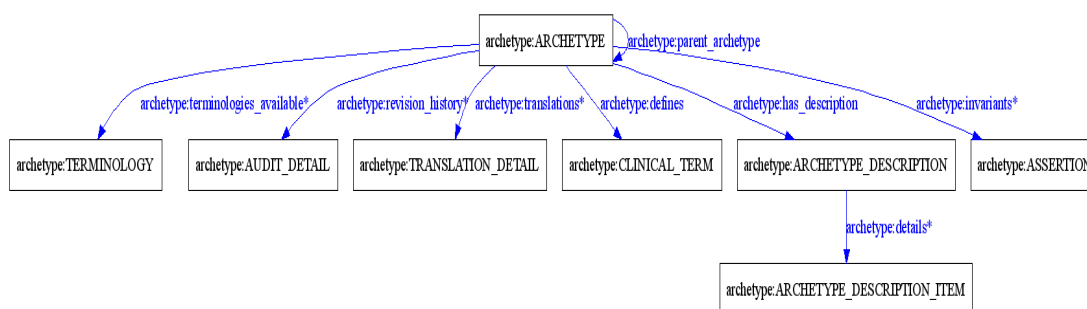 archetype:ARCHETYPE
archetype:parent_archetype
archetype:terminologies_available*
archetype:revision_history*
archetype:translations*
archetype:defines
archetype:has_description
archetype:invariants*
archetype:TERMINOLOGY
archetype:AUDIT_DETAIL
archetype:TRANSLATION_DETAIL
archetype:CLINICAL_TERM
archetype:ARCHETYPE_DESCRIPTION
archetype:ASSERTION
archetype:details*
archetype:ARCHETYPE_DESCRIPTION_ITEM